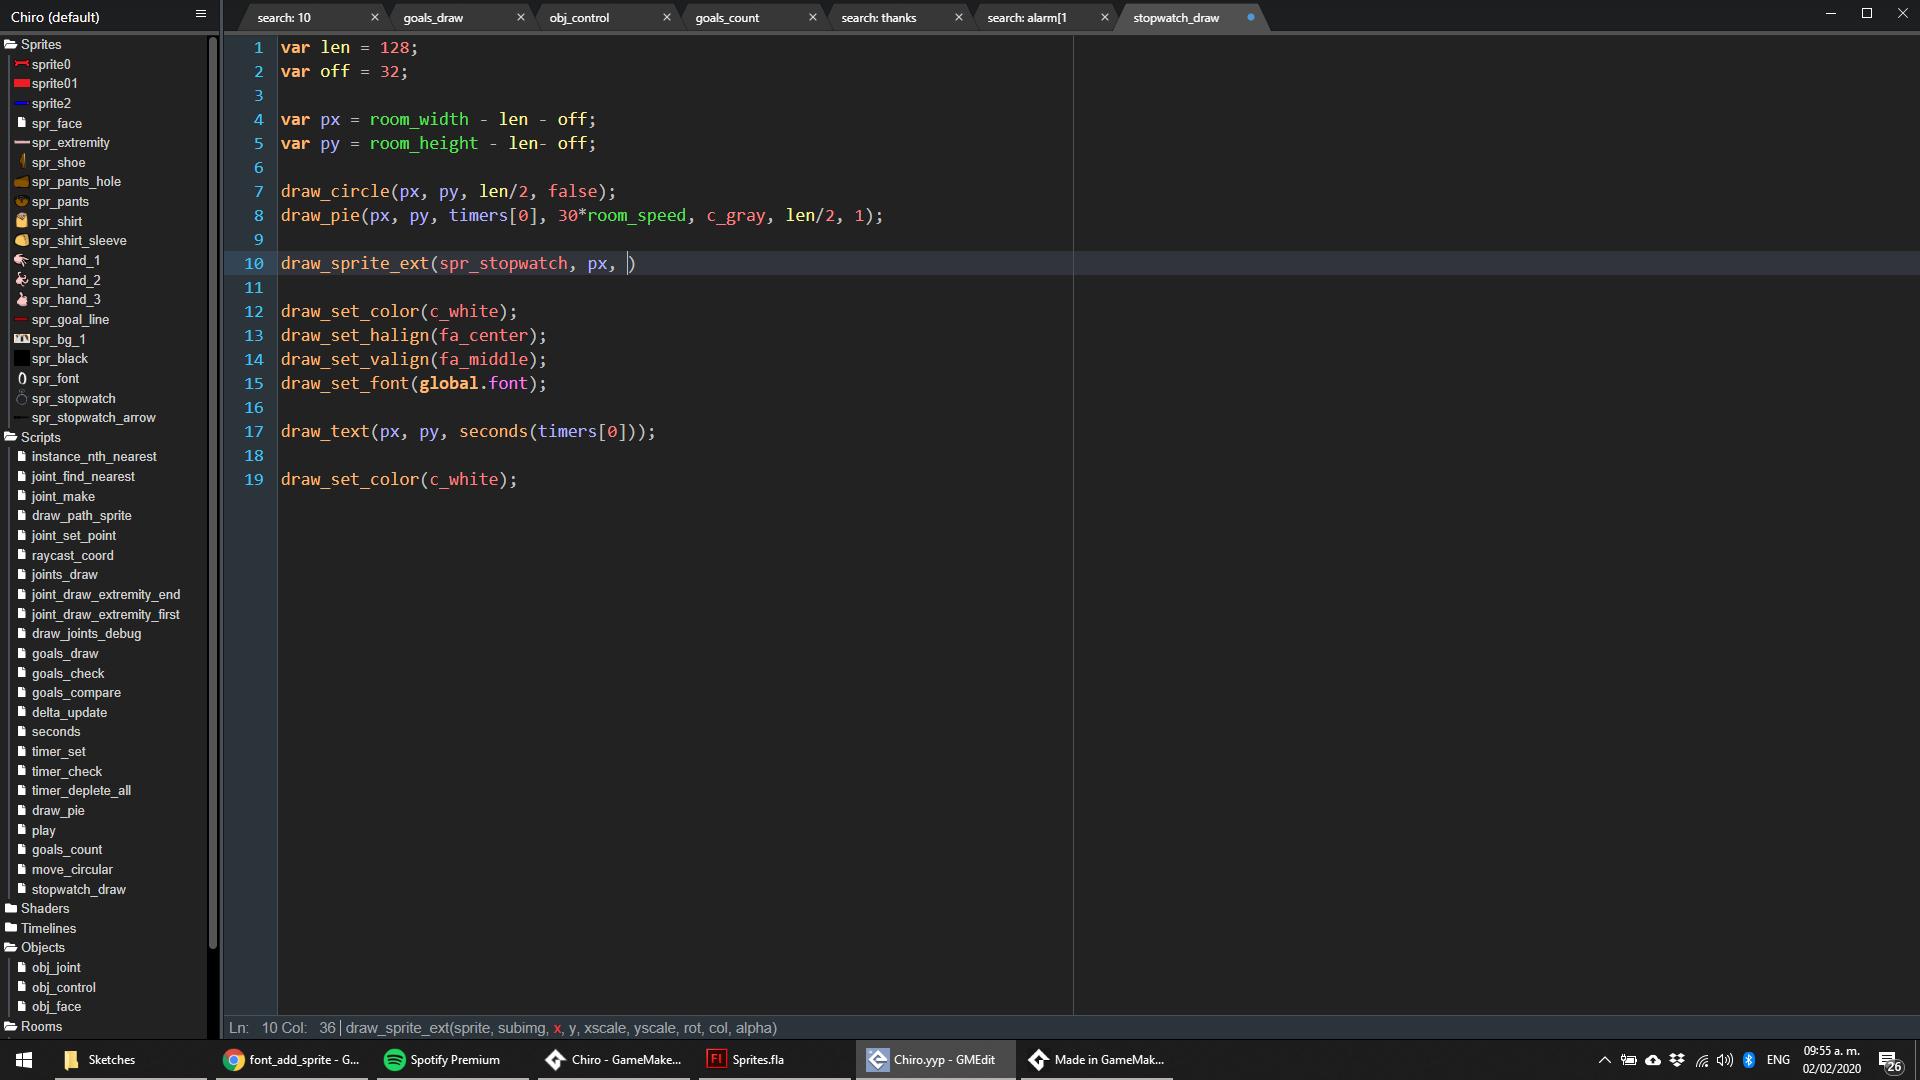 Chiro (default)
search: 10
goals_draw
obj_control
goals_count
search: thanks
search: alarm[1
stopwatch_draw
Sprites
sprite0
sprite01
sprite2
spr_face
spr_extremity
spr_shoe
spr_pants_hole
spr_pants
spr_shirt
spr_shirt_sleeve
spr_hand_1
spr_hand_2
spr_hand_3
spr_goal_line
spr_bg_1
spr_black
spr_font
spr_stopwatch
spr_stopwatch_arrow
Scripts
instance_nth_nearest
joint_find_nearest
joint_make
draw_path_sprite
joint_set_point
raycast_coord
joints_draw
joint_draw_extremity_end
joint_draw_extremity_first
draw_joints_debug
goals_draw
goals_check
goals_compare
delta_update
seconds
timer_set
timer_check
timer_deplete_all
draw_pie
play
goals_count
move_circular
stopwatch_draw
Shaders
Timelines
Objects
obj_joint
obj_control
obj_face
Rooms
1 var len = 128;
2 var off = 32;
3
4 var px = room_width - len - off;
5 var py = room_height - len- off;
6
7 draw_circle(px, py, len/2, false);
8 draw_pie(px, py, timers[0], 30*room_speed, c_gray, len/2, 1);
9
10 draw_sprite_ext(spr_stopwatch, px, )
11
12 draw_set_color(c_white);
13 draw_set_halign(fa_center);
14 draw_set_valign(fa_middle);
15 draw_set_font(global.font);
16
17 draw_text(px, py, seconds(timers[0]));
18
19 draw_set_color(c_white);
Ln: 10 Col: 36 draw_sprite_ext(sprite, subimg, x, y, xscale, yscale, rot, col, alpha)
Sketches
font_add_sprite - G...
Spotify Premium
Chiro - GameMake...
Fl
Sprites.fla
Chiro.yyp - GMEdit
Made in GameMak...
ENG
09:55 a. m.
02/02/2020
26